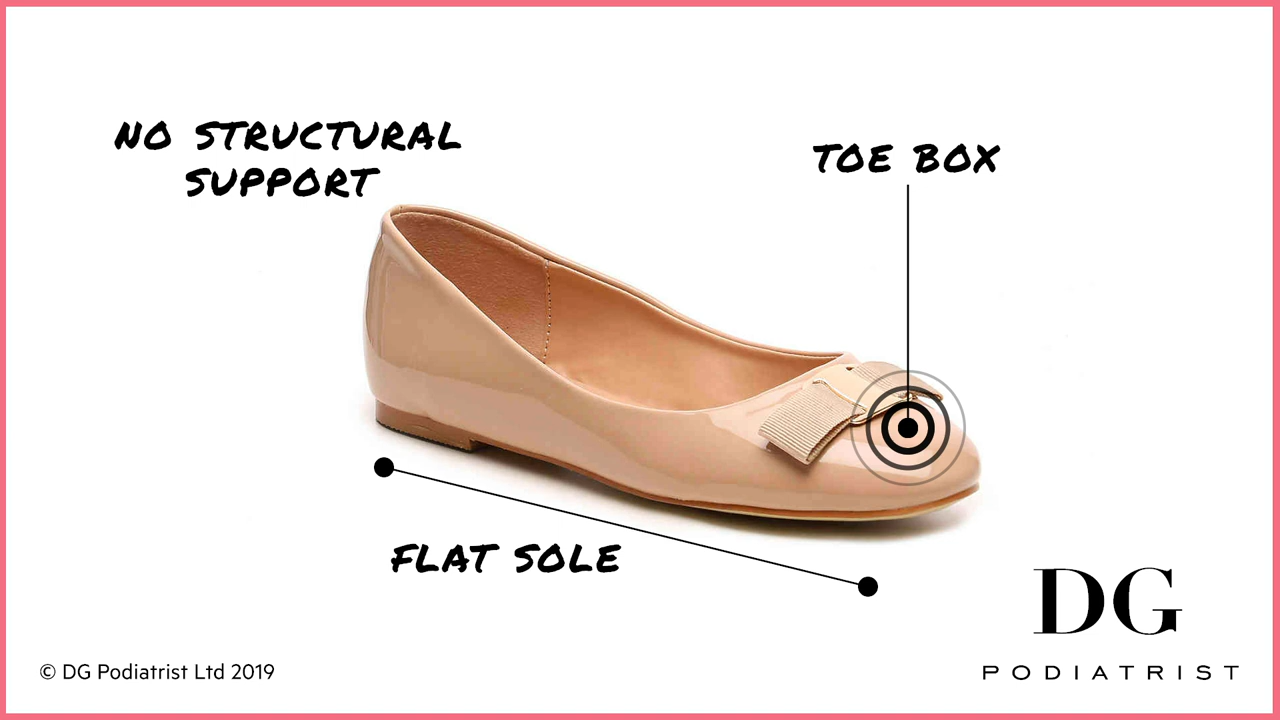 NO STRUCTURAL
SUPPORT
TOE BOX
FLAT SOLE
DG
PODIATRIST
© DG Podiatrist Ltd 2019